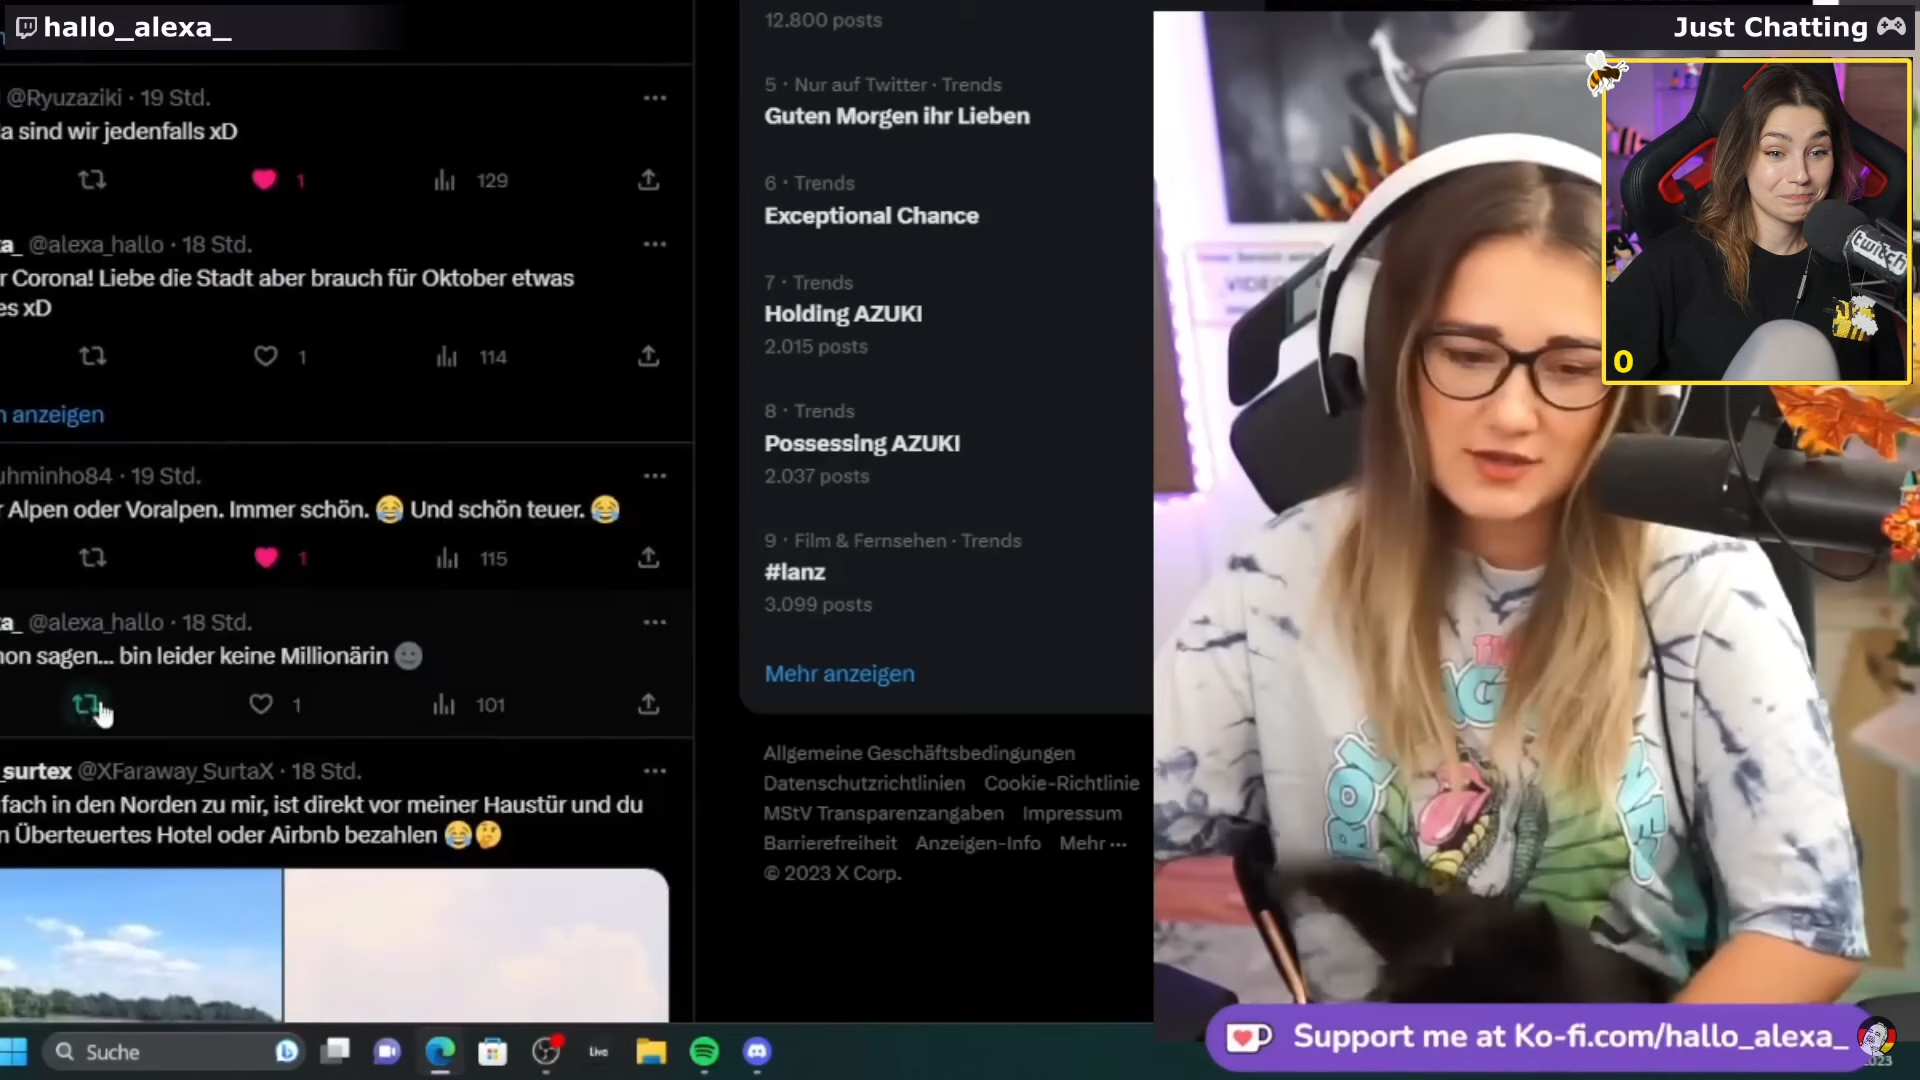 hallo_alexa_
Just Chatting
@Ryuzaziki · 19 Std.
a sind wir jedenfalls xD
1
129
a_ @alexa_hallo · 18 Std.
r Corona! Liebe die Stadt aber brauch für Oktober etwas
es xD
1
114
n anzeigen
uhminho84 · 19 Std.
r Alpen oder Voralpen. Immer schön. 😂 Und schön teuer. 😂
1
115
a_ @alexa_hallo · 18 Std.
non sagen... bin leider keine Millionärin
1
101
_surtex @XFaraway_SurtaX · 18 Std.
fach in den Norden zu mir, ist direkt vor meiner Haustür und du
n Überteuertes Hotel oder Airbnb bezahlen 😂🤔
12.800 posts
5 · Nur auf Twitter · Trends
Guten Morgen ihr Lieben
6 · Trends
Exceptional Chance
7 · Trends
Holding AZUKI
2.015 posts
8 · Trends
Possessing AZUKI
2.037 posts
9 · Film & Fernsehen · Trends
#lanz
3.099 posts
Mehr anzeigen
Allgemeine Geschäftsbedingungen
Datenschutzrichtlinien Cookie-Richtlinie
MStV Transparenzangaben Impressum
Barrierefreiheit Anzeigen-Info Mehr ···
© 2023 X Corp.
twitch
0
Suche
Live
Support me at Ko-fi.com/hallo_alexa_